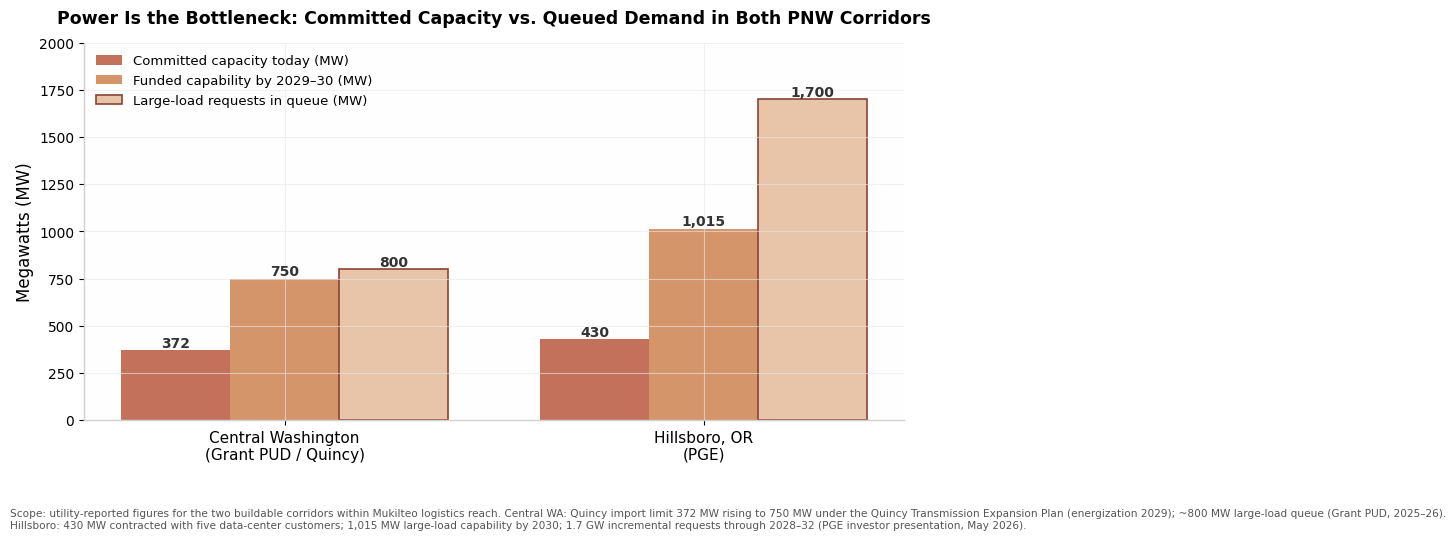 Power Is the Bottleneck: Committed Capacity vs. Queued Demand in Both PNW Corridors
Committed capacity today (MW)
Funded capability by 2029–30 (MW)
Large-load requests in queue (MW)
Megawatts (MW)
2000
1750
1500
1250
1000
750
500
250
0
372
750
800
430
1,015
1,700
Central Washington
(Grant PUD / Quincy)
Hillsboro, OR
(PGE)
Scope: utility-reported figures for the two buildable corridors within Mukilteo logistics reach. Central WA: Quincy import limit 372 MW rising to 750 MW under the Quincy Transmission Expansion Plan (energization 2029); ~800 MW large-load queue (Grant PUD, 2025–26).
Hillsboro: 430 MW contracted with five data-center customers; 1,015 MW large-load capability by 2030; 1.7 GW incremental requests through 2028–32 (PGE investor presentation, May 2026).